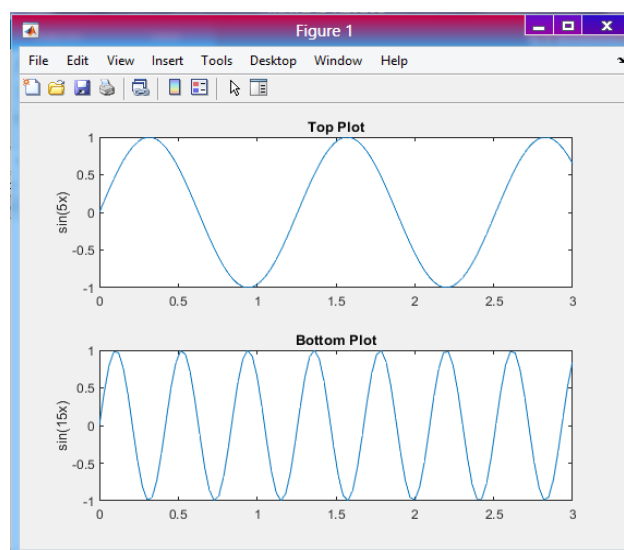 Figure 1
File Edit View Insert Tools Desktop Window Help
Top Plot
1
0.5
0
-0.5
-1
sin(5x)
0 0.5 1 1.5 2 2.5 3
Bottom Plot
1
0.5
0
-0.5
-1
sin(15x)
0 0.5 1 1.5 2 2.5 3